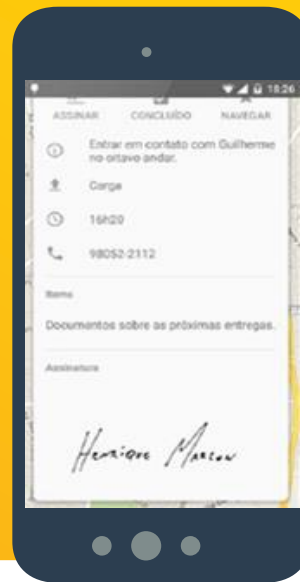 18:26
ASSINAR CONCLUÍDO NAVEGAR
Entrar em contato com Guilherme
no oitavo andar.
Carga
16h20
98052-2112
Items
Documentos sobre as próximas entregas.
Assinatura
Henrique Marcon